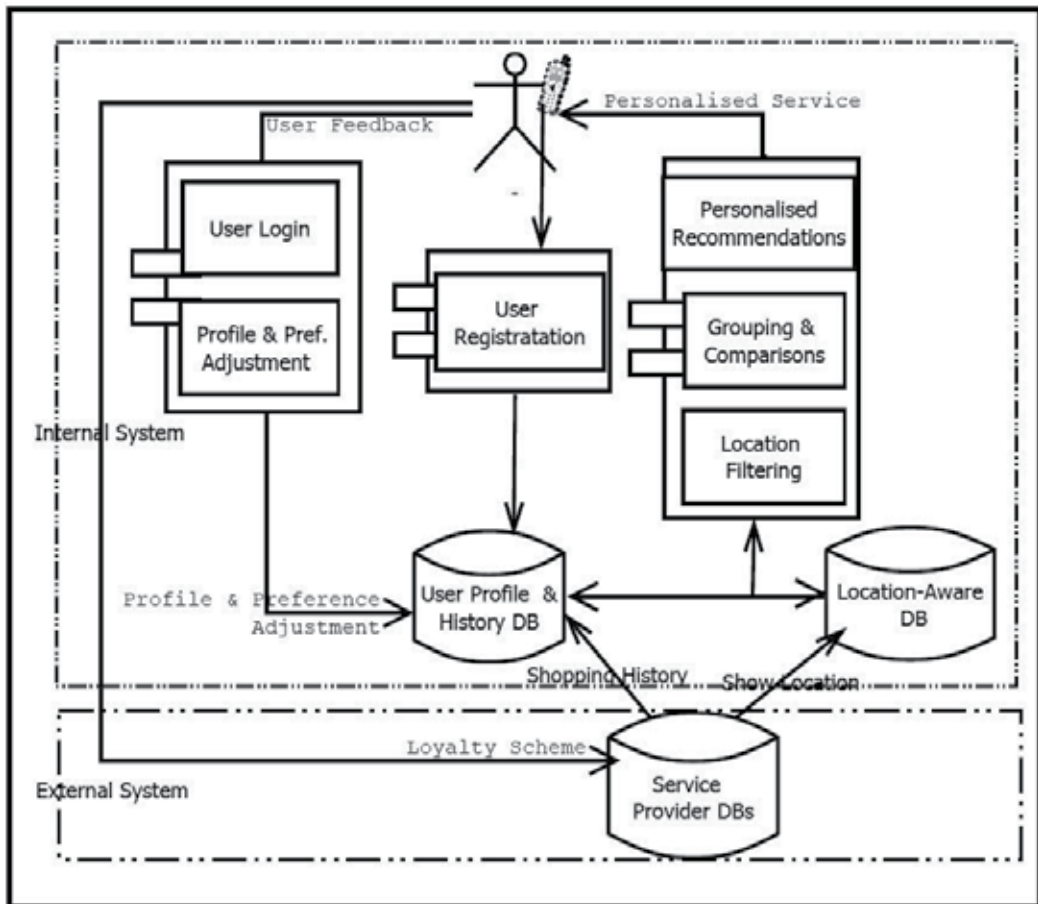 Personalised Service
User Feedback
User Login
Profile & Pref.
Adjustment
User
Registratation
Personalised
Recommendations
Grouping &
Comparisons
Location
Filtering
Internal System
Profile & Preference
Adjustment
User Profile &
History DB
Location-Aware
DB
Shopping History
Show Location
Loyalty Scheme
External System
Service
Provider DBs